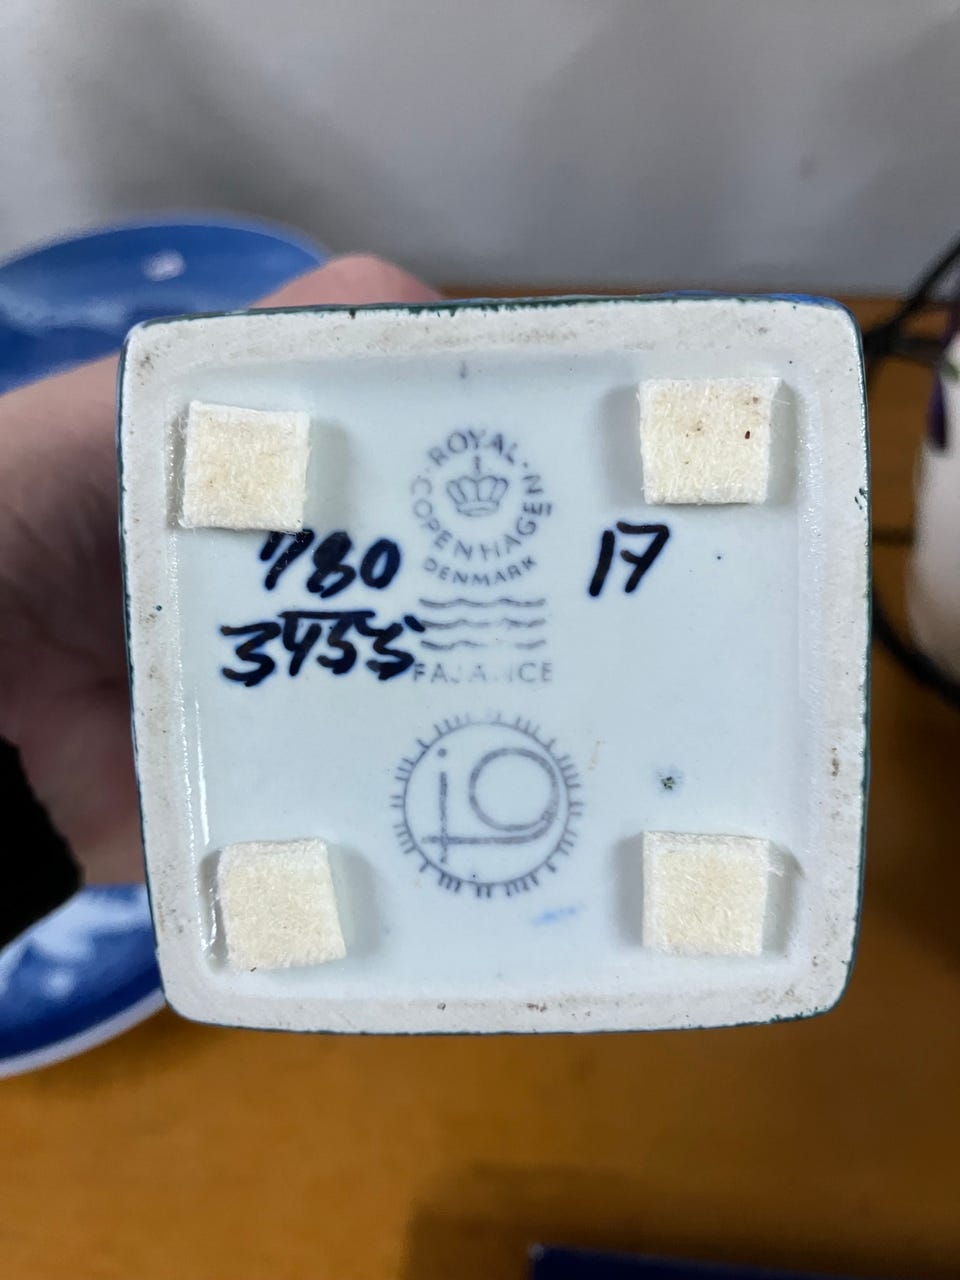 ROYAL
COPENHAGEN
DENMARK
780
3455
17
FAJANCE